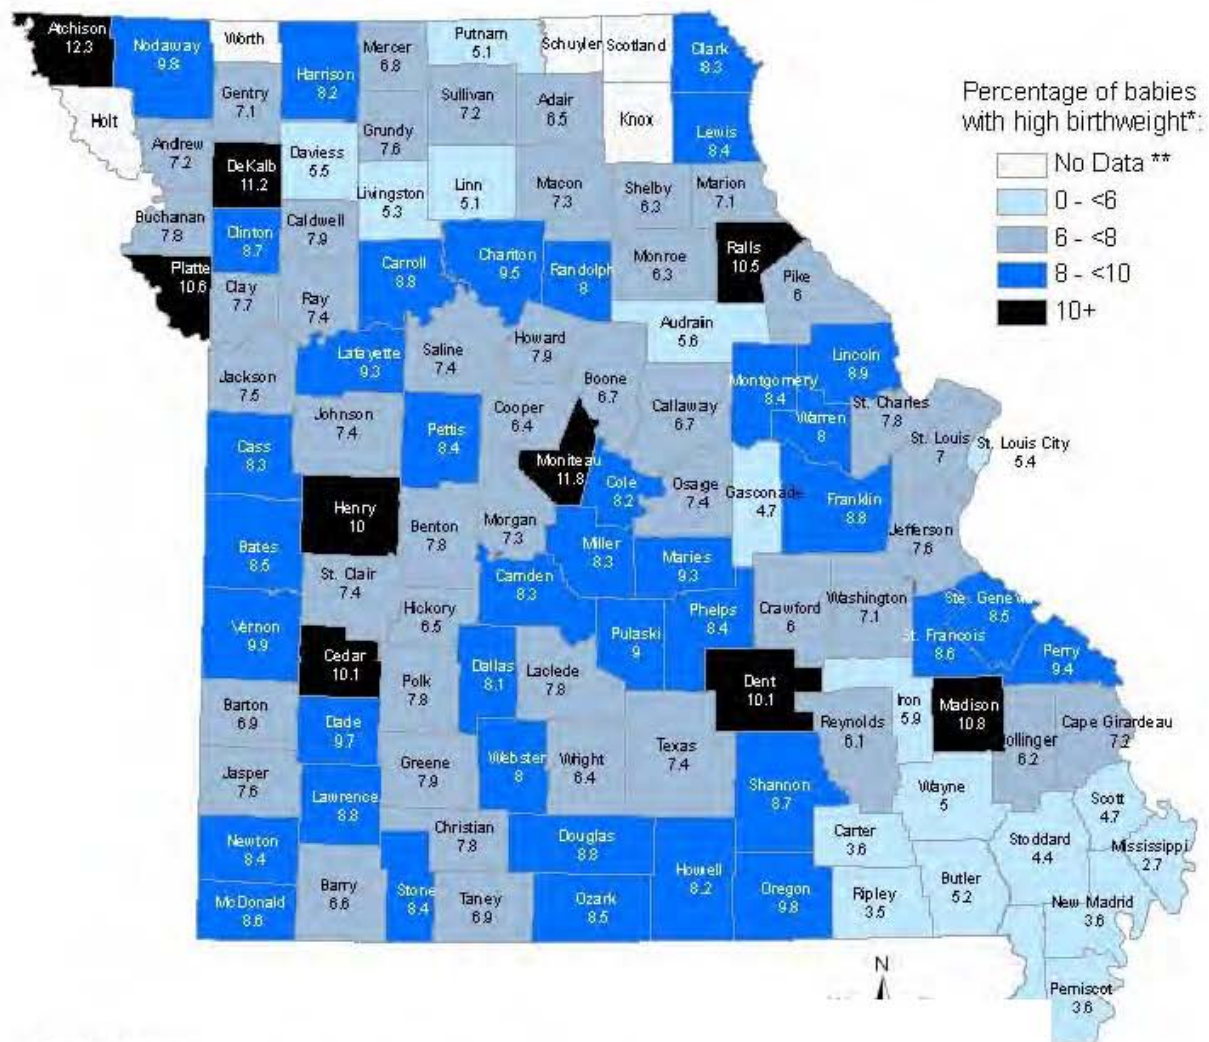 Atchison
12.3
Nodaway
9.8
Worth
Harrison
8.2
Mercer
6.8
Putnam
5.1
Schuyler
Scotland
Clark
8.3
Holt
Gentry
7.1
Sullivan
7.2
Adair
6.5
Knox
Lewis
8.4
Andrew
7.2
DeKalb
11.2
Daviess
5.5
Grundy
7.6
Livingston
5.3
Linn
5.1
Macon
7.3
Shelby
6.3
Marion
7.1
Buchanan
7.8
Clinton
8.7
Caldwell
7.9
Carroll
8.8
Chariton
9.5
Randolph
8
Monroe
6.3
Ralls
10.5
Pike
6
Platte
10.6
Clay
7.7
Ray
7.4
Audrain
5.6
Jackson
7.5
Lafayette
9.3
Saline
7.4
Howard
7.9
Boone
6.7
Callaway
6.7
Montgomery
8.4
Lincoln
8.9
Warren
8
St. Charles
7.8
St. Louis
7
St. Louis City
5.4
Cass
8.3
Johnson
7.4
Pettis
8.4
Cooper
6.4
Moniteau
11.8
Cole
8.2
Osage
7.4
Gasconade
4.7
Franklin
8.8
Jefferson
7.6
Bates
8.5
Henry
10
Benton
7.8
Morgan
7.3
Miller
8.3
Maries
9.3
St. Clair
7.4
Camden
8.3
Vernon
9.9
Hickory
6.5
Pulaski
9
Phelps
8.4
Crawford
6
Washington
7.1
Ste. Genev
8.5
St. Francois
8.6
Perry
9.4
Cedar
10.1
Polk
7.8
Dallas
8.1
Laclede
7.8
Dent
10.1
Iron
5.9
Madison
10.8
Barton
6.9
Dade
9.7
Reynolds
6.1
ollinger
6.2
Cape Girardeau
7.2
Jasper
7.6
Greene
7.9
Webster
8
Wright
6.4
Texas
7.4
Shannon
8.7
Wayne
5
Scott
4.7
Lawrence
8.8
Newton
8.4
Christian
7.8
Douglas
8.8
Howell
8.2
Carter
3.6
Stoddard
4.4
Mississippi
2.7
McDonald
8.6
Barry
6.6
Stone
8.4
Taney
6.9
Ozark
8.5
Oregon
9.8
Ripley
3.5
Butler
5.2
New Madrid
3.6
Pemiscot
3.6
N
Percentage of babies
with high birthweight*:
No Data **
0 - <6
6 - <8
8 - <10
10+